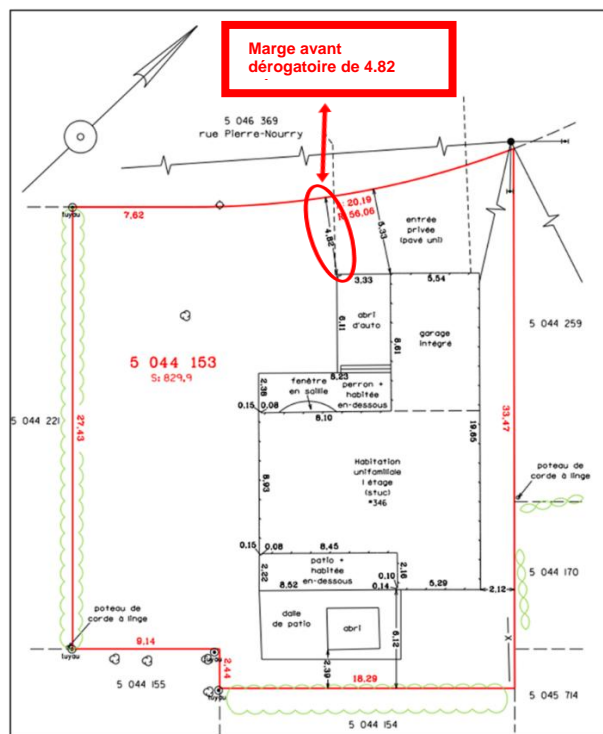 Marge avant
dérogatoire de 4.82
5 046 369
rue Pierre-Nourry
tuyau
7.62
20.19
56.06
4.82
5.33
entrée
privée
(pavé uni)
3.33
5.54
abri
d'auto
6.11
8.61
garage
intégré
5 044 259
5 044 153
S: 829,9
5.23
2.38
fenêtre
en saillie
perron +
habitée
en-dessous
0.15
0.08
8.10
5 044 221
27.43
33.47
19.65
Habitation
unifamiliale
1 étage
(stuc)
*346
8.93
poteau de
corde à linge
0.15
0.08
8.45
patio +
habitée
en-dessous
2.22
2.16
0.10
0.14
8.52
5.29
2.12
5 044 170
dalle
de patio
abri
6.12
2.39
X
poteau de
corde à linge
tuyau
9.14
tuyau
2.44
5 044 155
tuyau
18.29
5 045 714
5 044 154